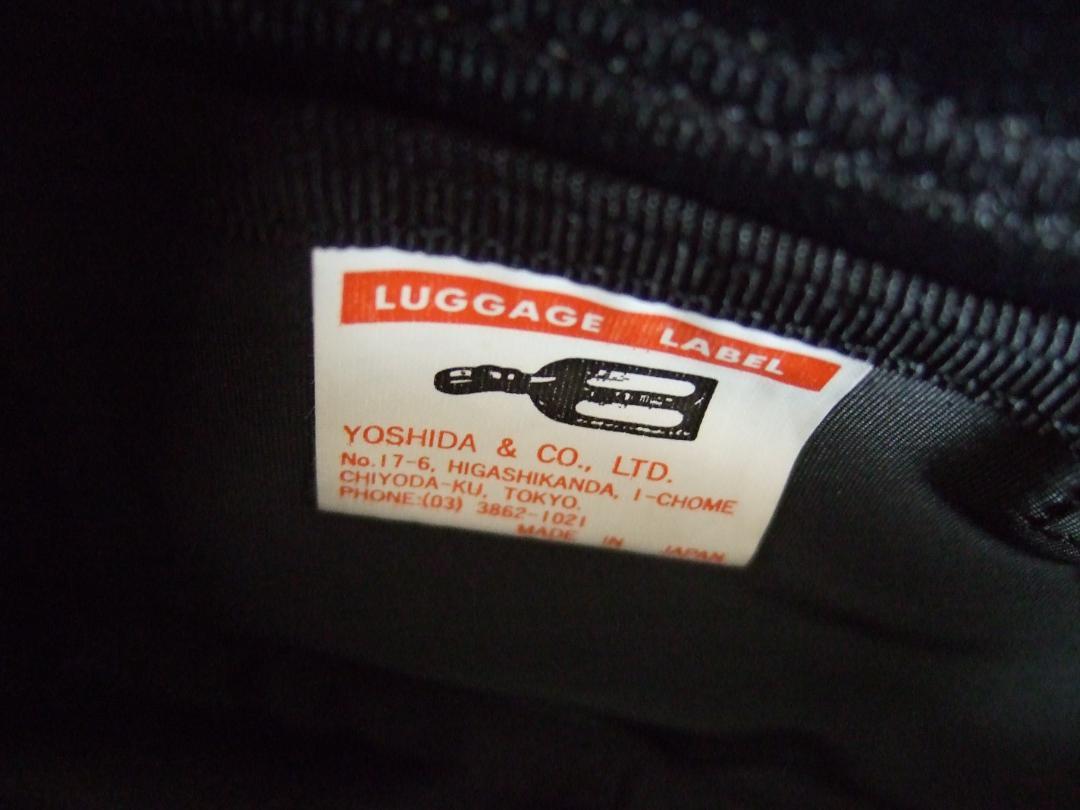 LUGGAGE LABEL
YOSHIDA & CO., LTD.
No.17-6, HIGASHIKANDA, 1-CHOME
CHIYODA-KU, TOKYO.
PHONE:(03) 3862-1021
MADE IN JAPAN